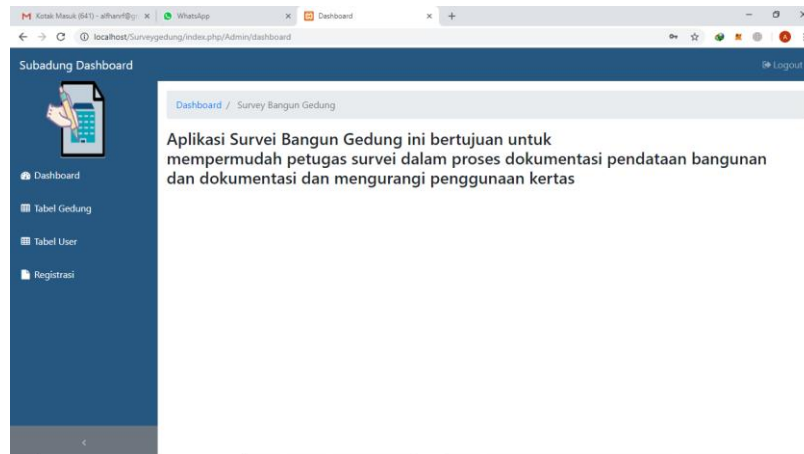 Kotak Masuk (641) - alfhanrf@g
WhatsApp
Dashboard
localhost/Surveygedung/index.php/Admin/dashboard
Subadung Dashboard
Logout
Dashboard / Survey Bangun Gedung
Aplikasi Survei Bangun Gedung ini bertujuan untuk
mempermudah petugas survei dalam proses dokumentasi pendataan bangunan
dan dokumentasi dan mengurangi penggunaan kertas
Dashboard
Tabel Gedung
Tabel User
Registrasi